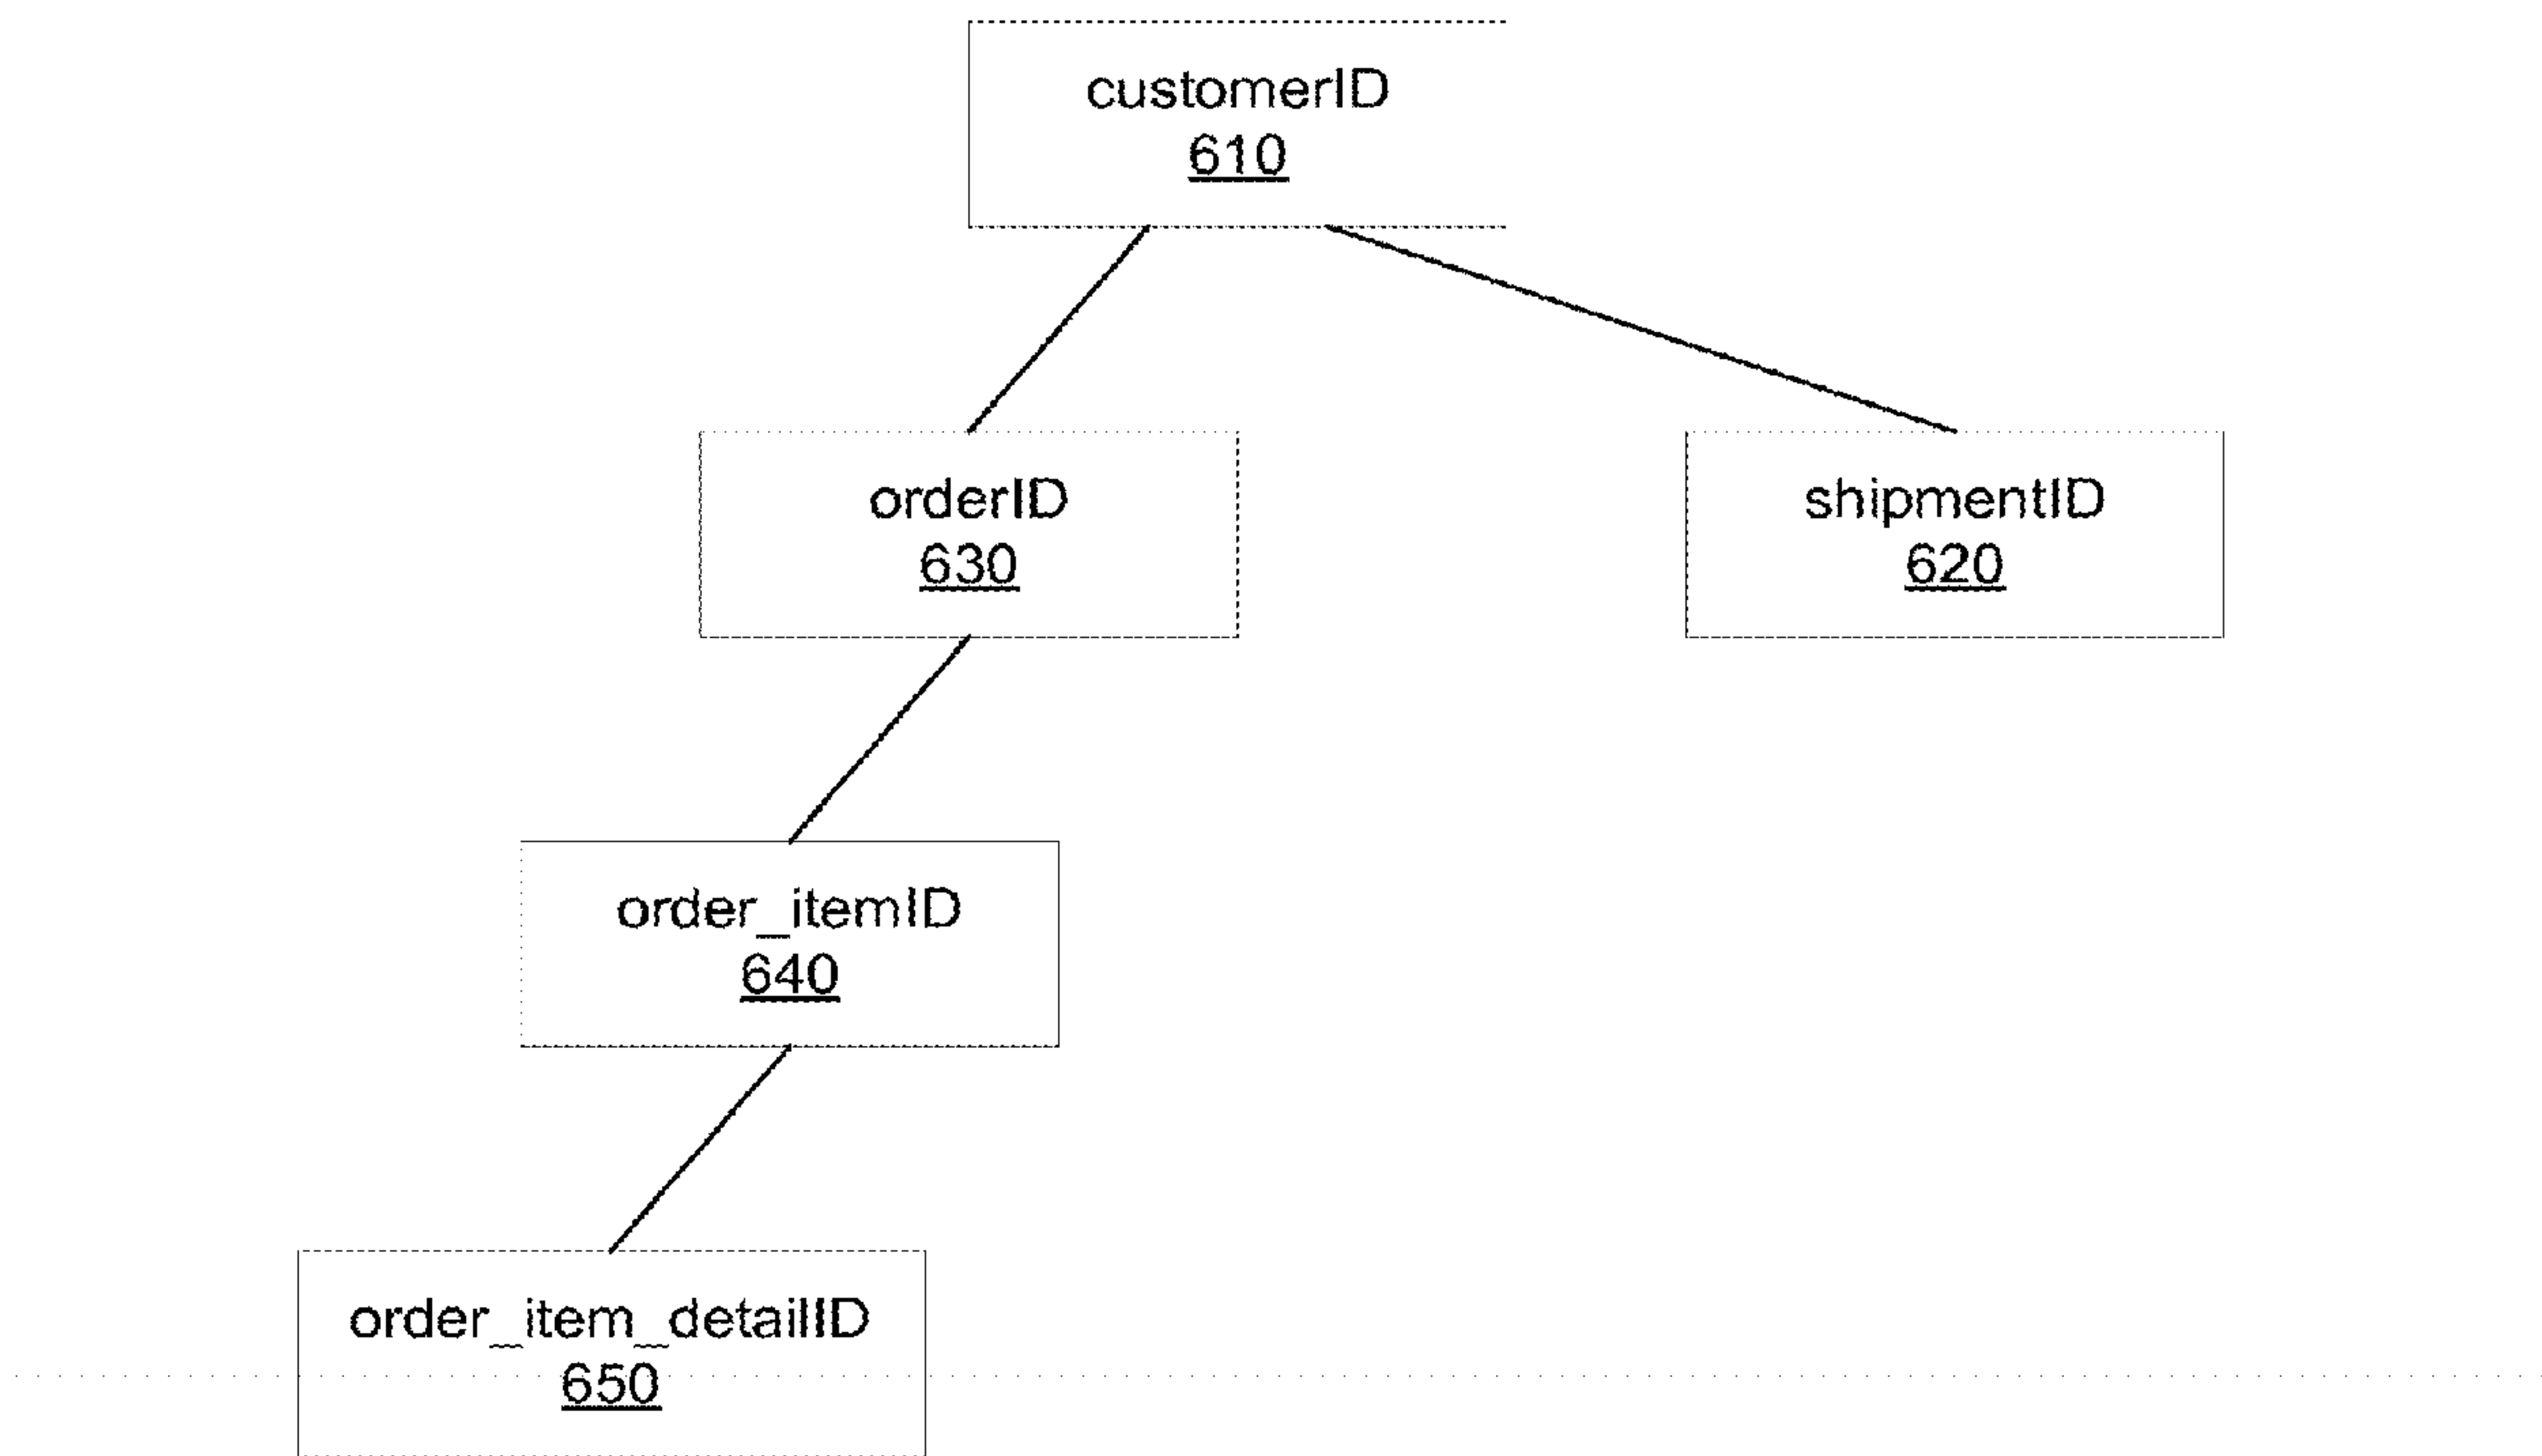 customerID
610
orderID
630
shipmentID
620
order_itemID
640
order_item_detailID
650